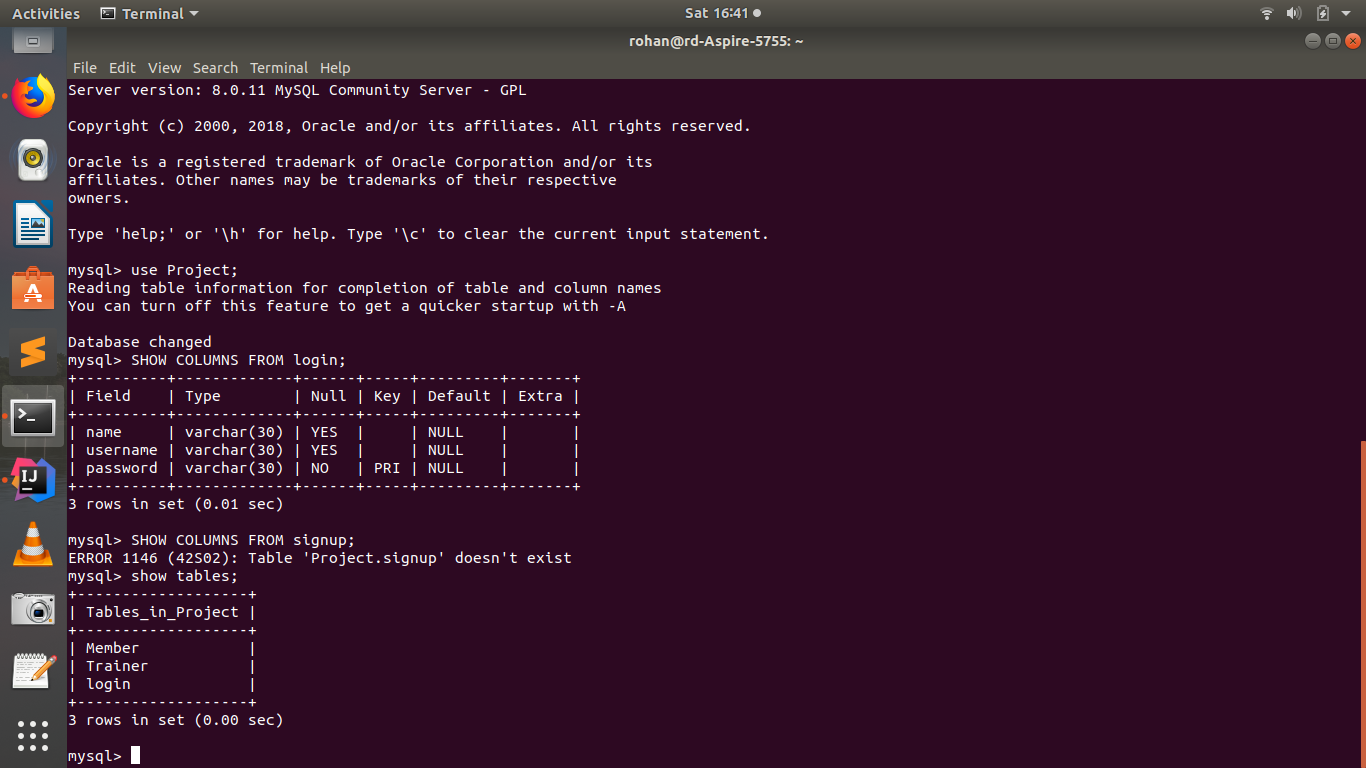 Activities Terminal Sat 16:41
rohan@rd-Aspire-5755: ~
File Edit View Search Terminal Help
Server version: 8.0.11 MySQL Community Server - GPL
Copyright (c) 2000, 2018, Oracle and/or its affiliates. All rights reserved.
Oracle is a registered trademark of Oracle Corporation and/or its
affiliates. Other names may be trademarks of their respective
owners.
Type 'help;' or '\h' for help. Type '\c' to clear the current input statement.
mysql> use Project;
Reading table information for completion of table and column names
You can turn off this feature to get a quicker startup with -A
Database changed
mysql> SHOW COLUMNS FROM login;
+----------+-------------+------+-----+---------+-------+
| Field    | Type        | Null | Key | Default | Extra |
+----------+-------------+------+-----+---------+-------+
| name     | varchar(30) | YES  |     | NULL    |       |
| username | varchar(30) | YES  |     | NULL    |       |
| password | varchar(30) | NO   | PRI | NULL    |       |
+----------+-------------+------+-----+---------+-------+
3 rows in set (0.01 sec)
mysql> SHOW COLUMNS FROM signup;
ERROR 1146 (42S02): Table 'Project.signup' doesn't exist
mysql> show tables;
+-------------------+
| Tables_in_Project |
+-------------------+
| Member            |
| Trainer           |
| login             |
+-------------------+
3 rows in set (0.00 sec)
mysql>
>_
IJ